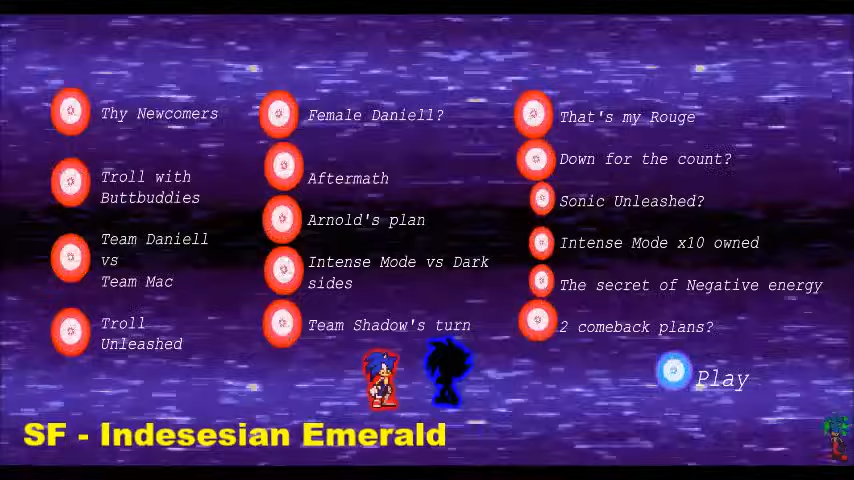 Thy Newcomers
Troll with
Buttbuddies
Team Daniell
vs
Team Mac
Troll
Unleashed
Female Daniell?
Aftermath
Arnold's plan
Intense Mode vs Dark
sides
Team Shadow's turn
That's my Rouge
Down for the count?
Sonic Unleashed?
Intense Mode x10 owned
The secret of Negative energy
2 comeback plans?
Play
SF - Indesesian Emerald